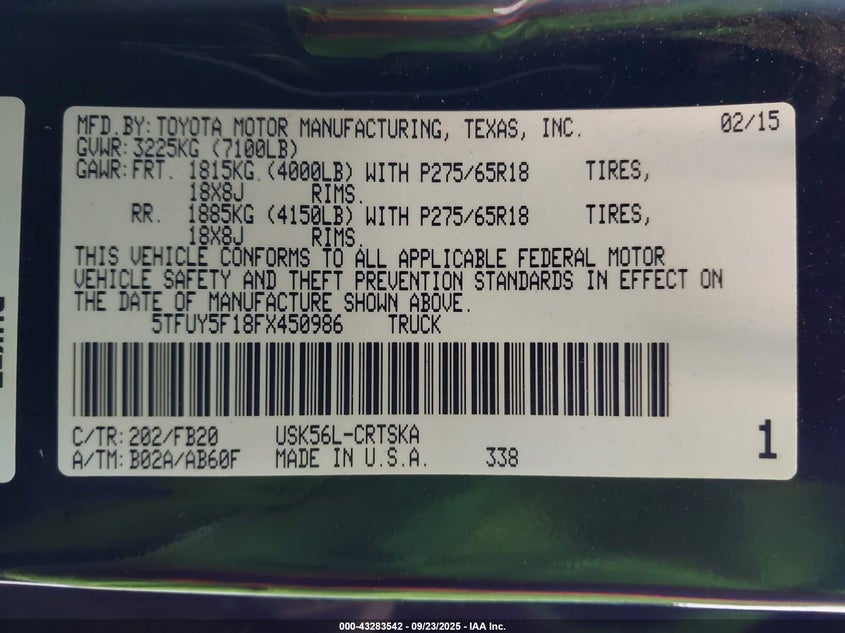 MFD. BY: TOYOTA MOTOR MANUFACTURING, TEXAS, INC. 02/15
GVWR: 3225KG (7100LB)
GAWR: FRT. 1815KG (4000LB) WITH P275/65R18 TIRES,
18X8J RIMS.
RR. 1885KG (4150LB) WITH P275/65R18 TIRES,
18X8J RIMS.
THIS VEHICLE CONFORMS TO ALL APPLICABLE FEDERAL MOTOR
VEHICLE SAFETY AND THEFT PREVENTION STANDARDS IN EFFECT ON
THE DATE OF MANUFACTURE SHOWN ABOVE.
5TFUY5F18FX450986 TRUCK
C/TR: 202/FB20 USK56L-CRTSKA 1
A/TM: B02A/AB60F MADE IN U.S.A. 338
000-43283542 - 09/23/2025 - IAA Inc.